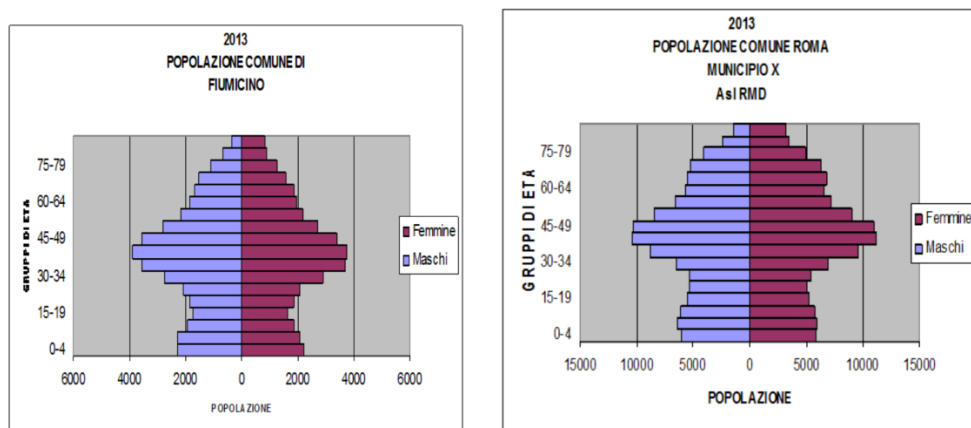 2013
POPOLAZIONE COMUNE DI
FIUMICINO
GRUPPI DI ETÀ
75-79
60-64
45-49
30-34
15-19
0-4
6000 4000 2000 0 2000 4000 6000
POPOLAZIONE
Femmine
Maschi
2013
POPOLAZIONE COMUNE ROMA
MUNICIPIO X
Asl RMD
GRUPPI DI ETA
75-79
60-64
45-49
30-34
15-19
0-4
15000 10000 5000 0 5000 10000 15000
POPOLAZIONE
Femmine
Maschi